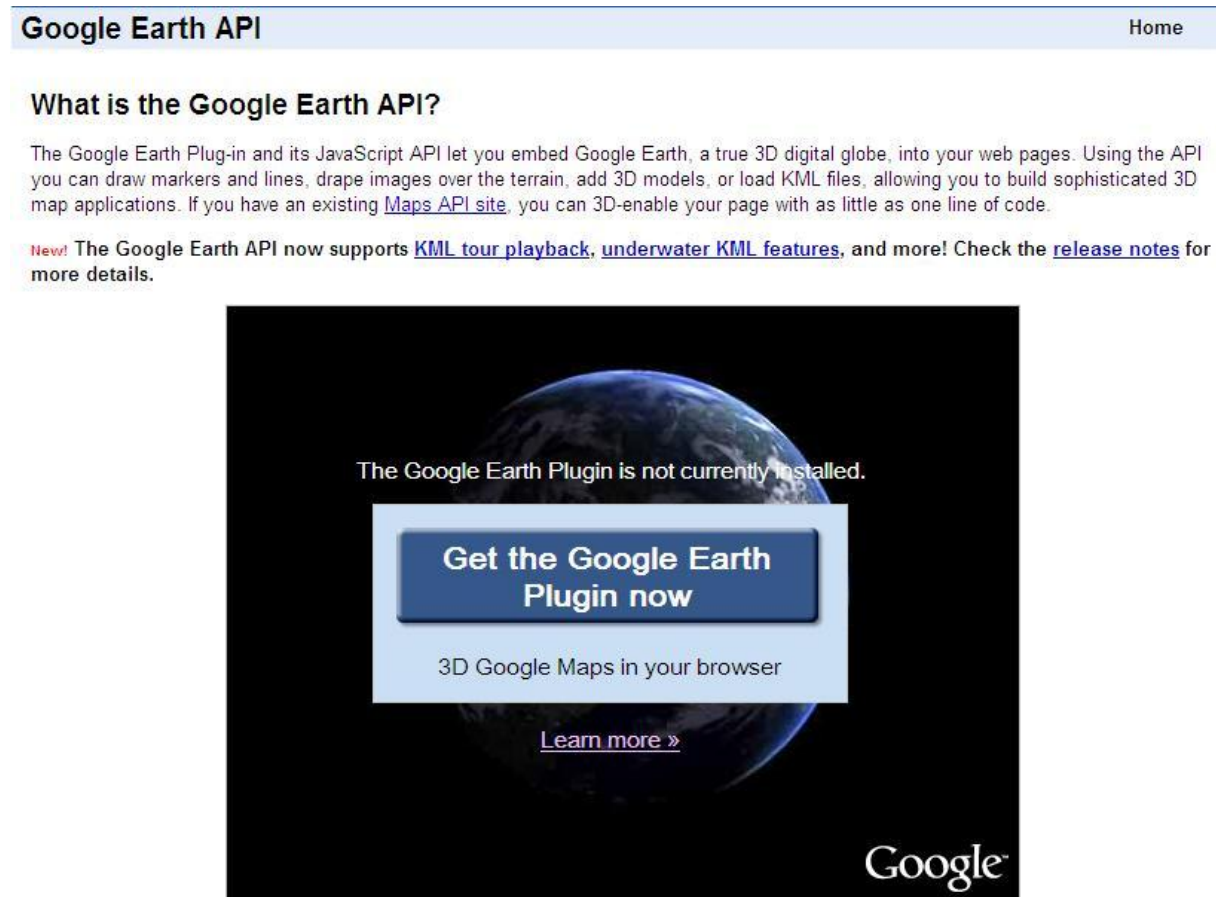 Google Earth API
Home
What is the Google Earth API?
The Google Earth Plug-in and its JavaScript API let you embed Google Earth, a true 3D digital globe, into your web pages. Using the API
you can draw markers and lines, drape images over the terrain, add 3D models, or load KML files, allowing you to build sophisticated 3D
map applications. If you have an existing Maps API site, you can 3D-enable your page with as little as one line of code.
New! The Google Earth API now supports KML tour playback, underwater KML features, and more! Check the release notes for
more details.
The Google Earth Plugin is not currently installed.
Get the Google Earth
Plugin now
3D Google Maps in your browser
Learn more »
Google™